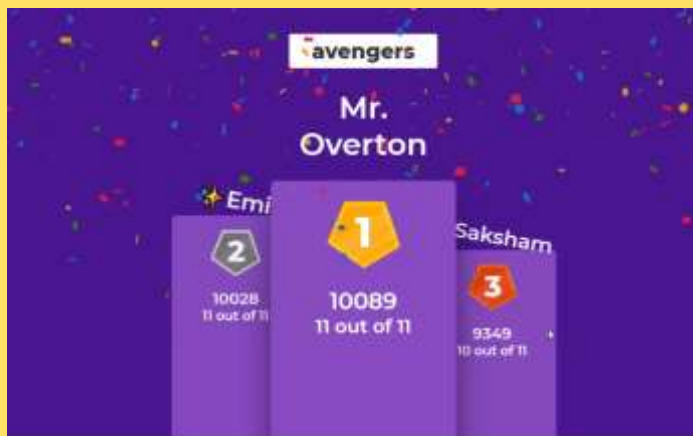 avengers
Mr.
Overton
✨ Emi
Saksham
1
2
3
10089
11 out of 11
10028
11 out of 11
9349
10 out of 11